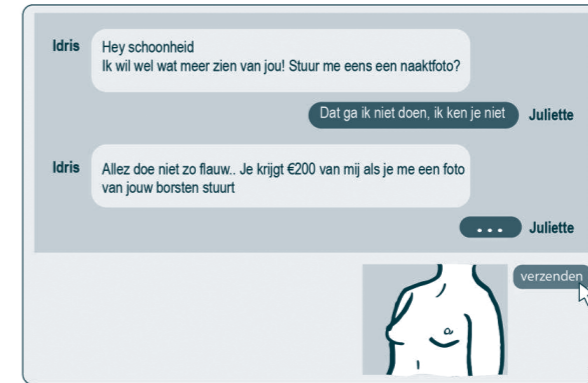 Idris
Hey schoonheid
Ik wil wel wat meer zien van jou! Stuur me eens een naaktfoto?
Dat ga ik niet doen, ik ken je niet
Juliette
Idris
Allez doe niet zo flauw.. Je krijgt €200 van mij als je me een foto
van jouw borsten stuurt
...
Juliette
verzenden